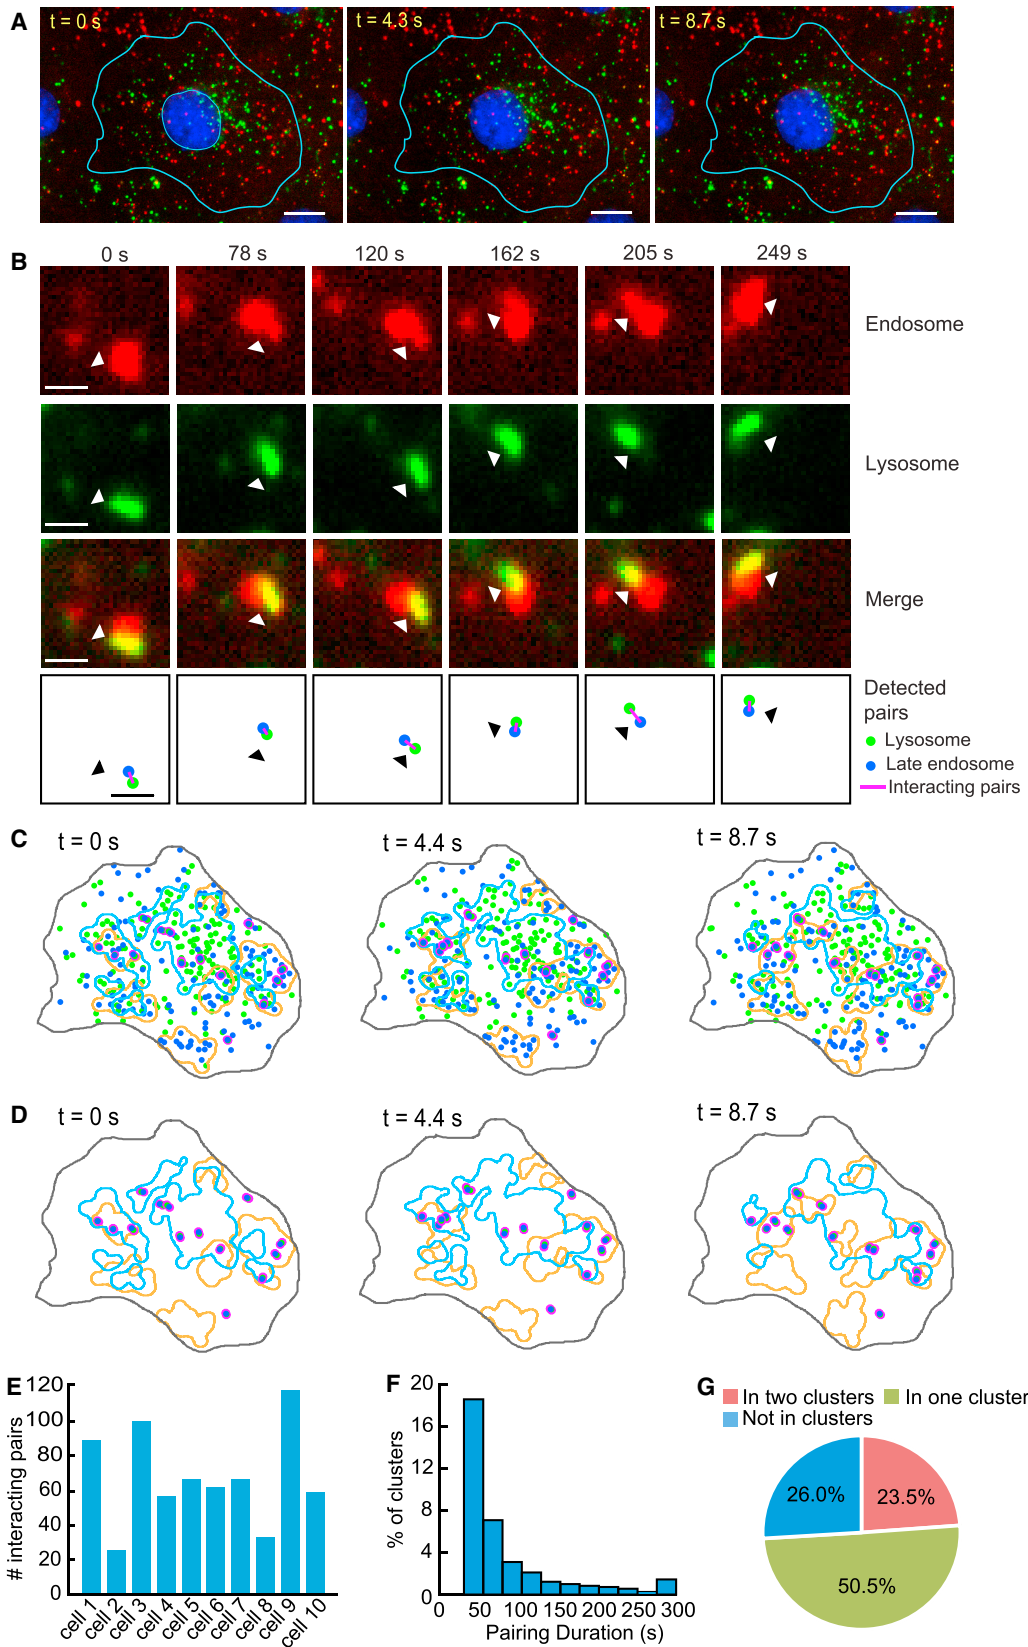 A
t = 0 s
t = 4.3 s
t = 8.7 s
B
0 s
78 s
120 s
162 s
205 s
249 s
Endosome
Lysosome
Merge
Detected
pairs
Lysosome
Late endosome
Interacting pairs
C
t = 0 s
t = 4.4 s
t = 8.7 s
D
t = 0 s
t = 4.4 s
t = 8.7 s
E
# interacting pairs
120
100
80
60
40
20
0
cell 1
cell 2
cell 3
cell 4
cell 5
cell 6
cell 7
cell 8
cell 9
cell 10
F
% of clusters
20
16
12
8
4
0
0
50
100
150
200
250
300
Pairing Duration (s)
G
In two clusters
In one cluster
Not in clusters
26.0%
23.5%
50.5%